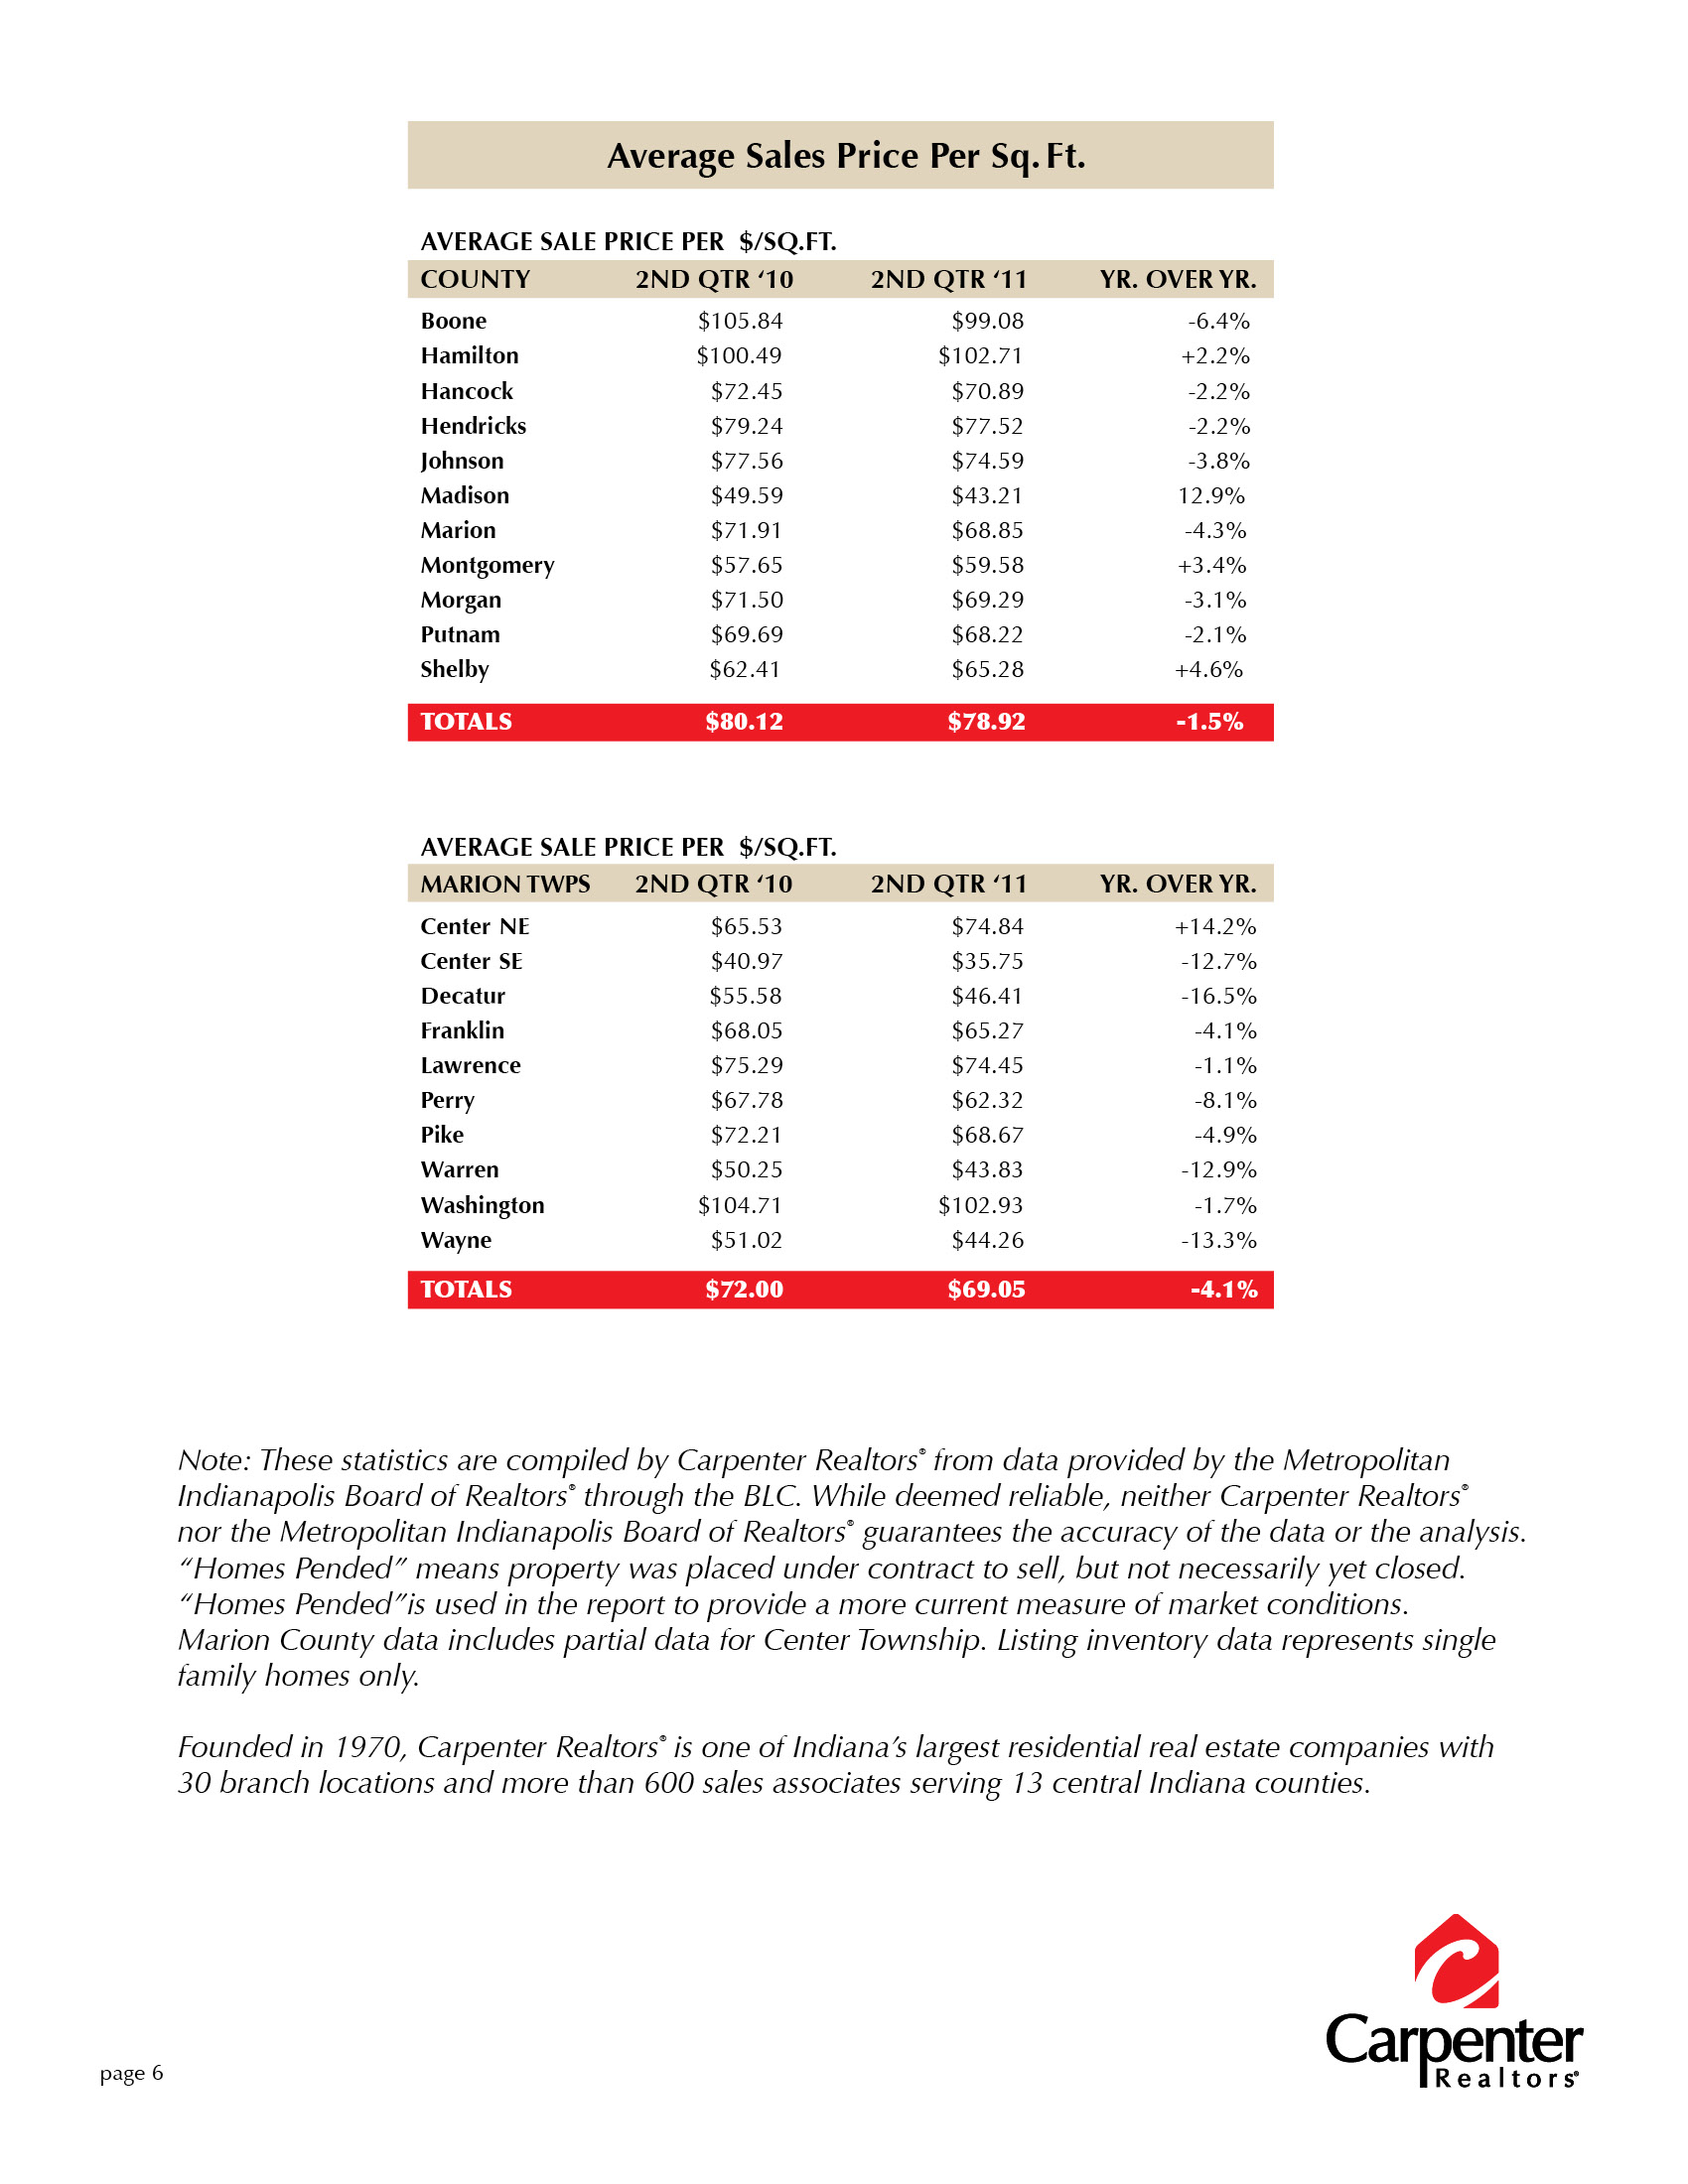 Average Sales Price Per Sq. Ft.
AVERAGE SALE PRICE PER $/SQ.FT.
COUNTY 2ND QTR ‘10 2ND QTR ‘11 YR. OVER YR.
Boone $105.84 $99.08 -6.4%
Hamilton $100.49 $102.71 +2.2%
Hancock $72.45 $70.89 -2.2%
Hendricks $79.24 $77.52 -2.2%
Johnson $77.56 $74.59 -3.8%
Madison $49.59 $43.21 12.9%
Marion $71.91 $68.85 -4.3%
Montgomery $57.65 $59.58 +3.4%
Morgan $71.50 $69.29 -3.1%
Putnam $69.69 $68.22 -2.1%
Shelby $62.41 $65.28 +4.6%
TOTALS $80.12 $78.92 -1.5%
AVERAGE SALE PRICE PER $/SQ.FT.
MARION TWPS 2ND QTR ‘10 2ND QTR ‘11 YR. OVER YR.
Center NE $65.53 $74.84 +14.2%
Center SE $40.97 $35.75 -12.7%
Decatur $55.58 $46.41 -16.5%
Franklin $68.05 $65.27 -4.1%
Lawrence $75.29 $74.45 -1.1%
Perry $67.78 $62.32 -8.1%
Pike $72.21 $68.67 -4.9%
Warren $50.25 $43.83 -12.9%
Washington $104.71 $102.93 -1.7%
Wayne $51.02 $44.26 -13.3%
TOTALS $72.00 $69.05 -4.1%
Note: These statistics are compiled by Carpenter Realtors® from data provided by the Metropolitan
Indianapolis Board of Realtors® through the BLC. While deemed reliable, neither Carpenter Realtors®
nor the Metropolitan Indianapolis Board of Realtors® guarantees the accuracy of the data or the analysis.
“Homes Pended” means property was placed under contract to sell, but not necessarily yet closed.
“Homes Pended”is used in the report to provide a more current measure of market conditions.
Marion County data includes partial data for Center Township. Listing inventory data represents single
family homes only.
Founded in 1970, Carpenter Realtors® is one of Indiana’s largest residential real estate companies with
30 branch locations and more than 600 sales associates serving 13 central Indiana counties.
Carpenter
Realtors®
page 6